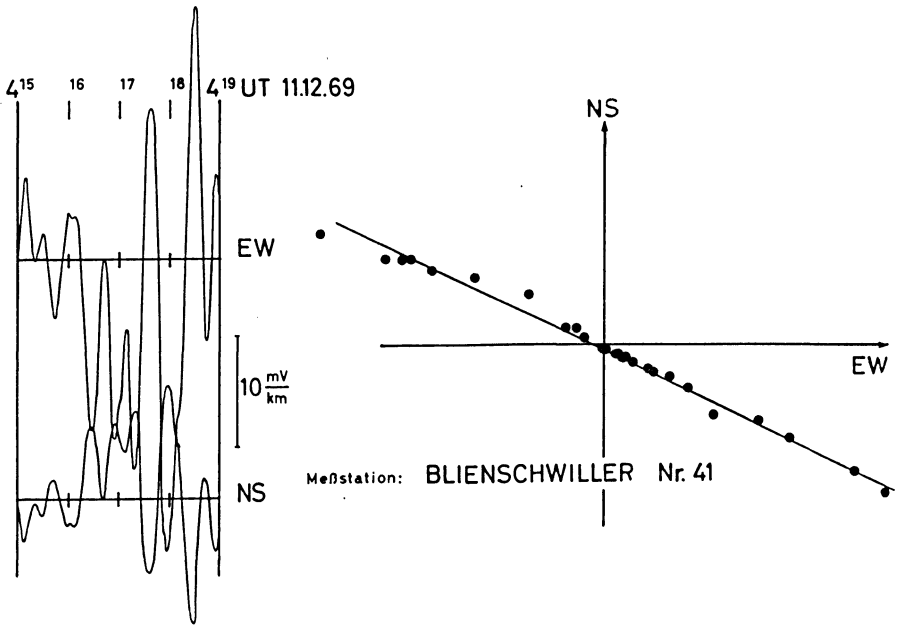 4¹⁵ 16 17 18 4¹⁹ UT 11.12.69
EW
10 mV/km
NS
NS
EW
Meßstation: BLIENSCHWILLER Nr. 41